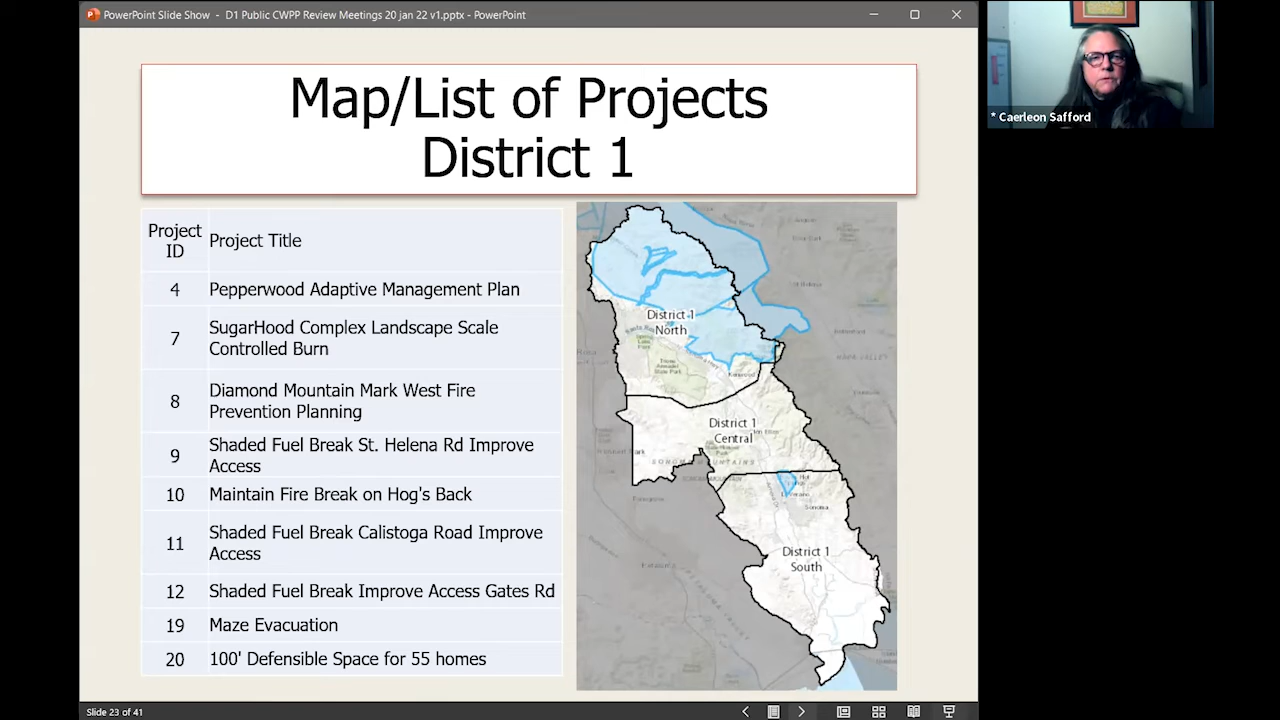 PowerPoint Slide Show - D1 Public CWPP Review Meetings 20 jan 22 v1.pptx - PowerPoint
* Caerleon Safford
Map/List of Projects
District 1
Project
ID
Project Title
4 Pepperwood Adaptive Management Plan
7 SugarHood Complex Landscape Scale
Controlled Burn
8 Diamond Mountain Mark West Fire
Prevention Planning
9 Shaded Fuel Break St. Helena Rd Improve
Access
10 Maintain Fire Break on Hog's Back
11 Shaded Fuel Break Calistoga Road Improve
Access
12 Shaded Fuel Break Improve Access Gates Rd
19 Maze Evacuation
20 100' Defensible Space for 55 homes
District 1
North
Kenwood
District 1
Central
SONOMA MOUNTAINS
Sonoma
District 1
South
Slide 23 of 41